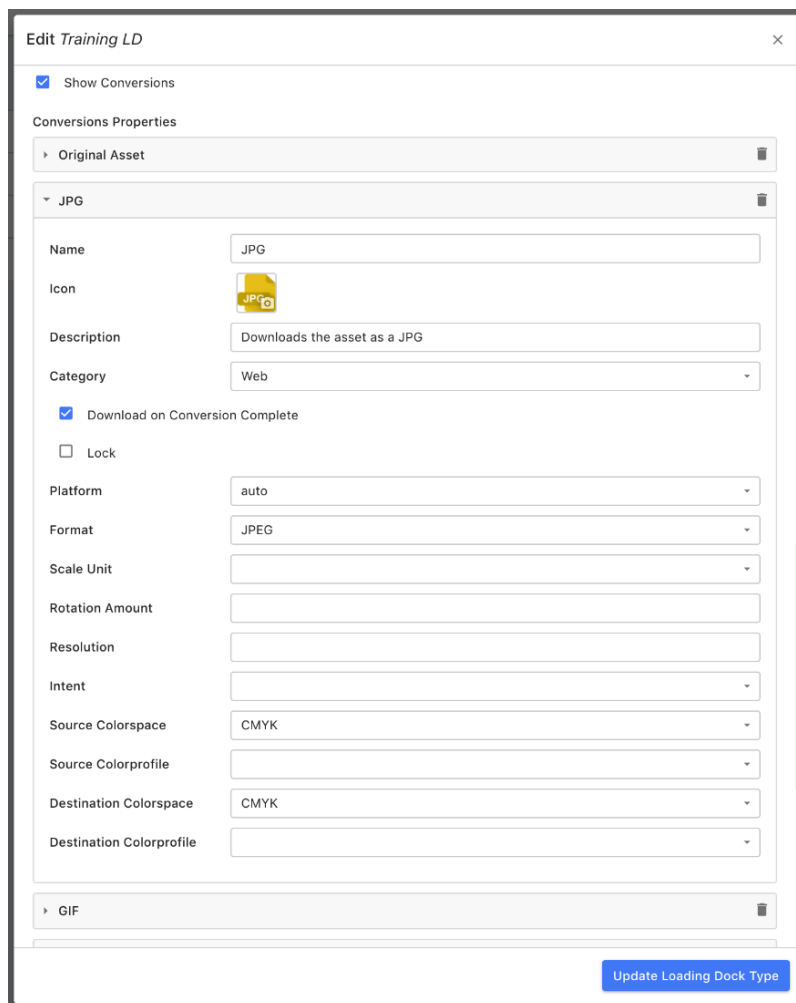 Edit Training LD
Show Conversions
Conversions Properties
Original Asset
JPG
Name JPG
Icon JPG
Description Downloads the asset as a JPG
Category Web
Download on Conversion Complete
Lock
Platform auto
Format JPEG
Scale Unit
Rotation Amount
Resolution
Intent
Source Colorspace CMYK
Source Colorprofile
Destination Colorspace CMYK
Destination Colorprofile
GIF
Update Loading Dock Type